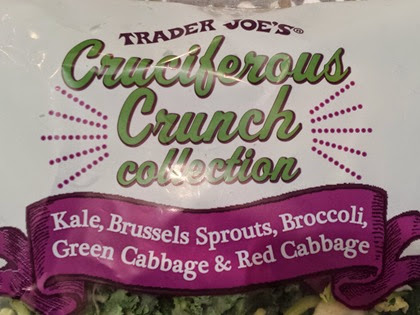 TRADER JOE'S®
Cruciferous
Crunch
collection
Kale, Brussels Sprouts, Broccoli,
Green Cabbage & Red Cabbage